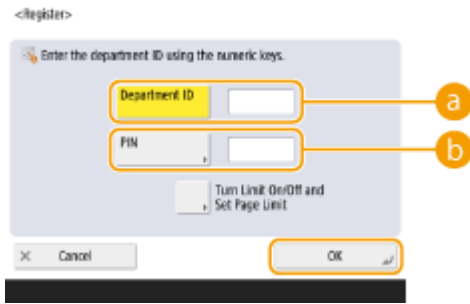 <Register>
Enter the department ID using the numeric keys.
Department ID
a
PIN
b
Turn Limit On/Off and
Set Page Limit
× Cancel
OK